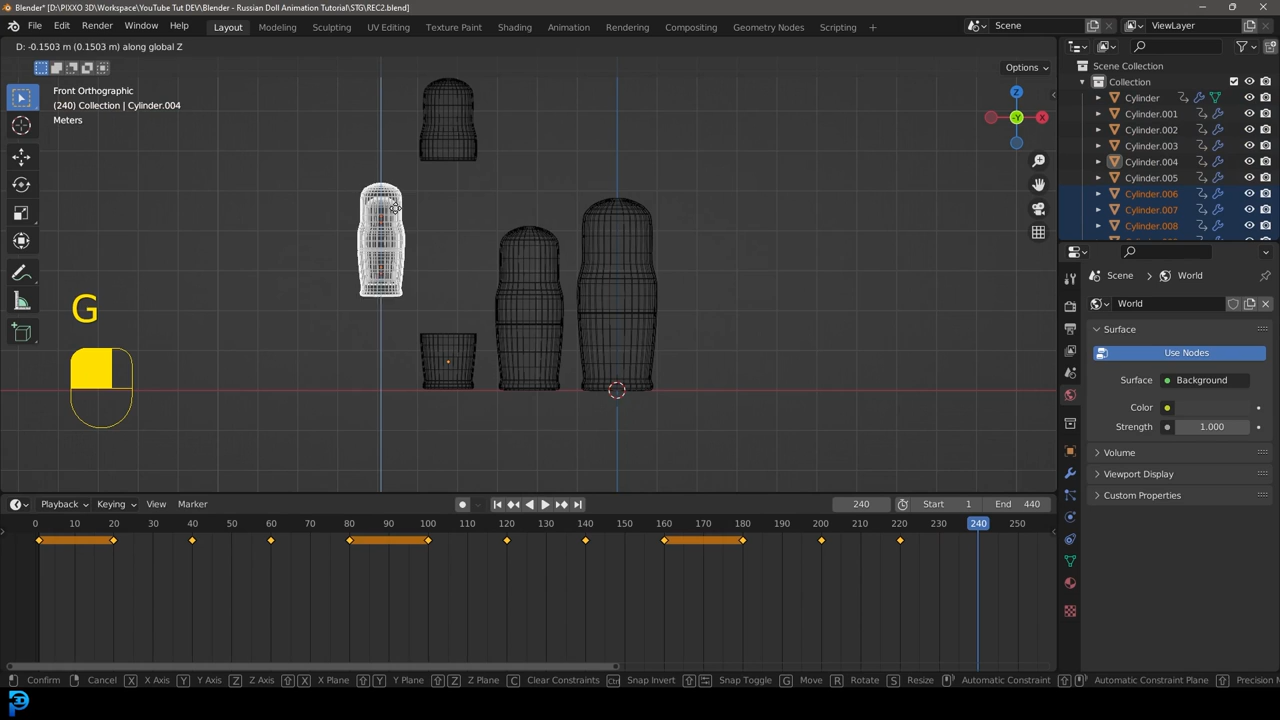 Blender* [D:\PIXXO 3D\Workspace\YouTube Tut DEV\Blender - Russian Doll Animation Tutorial\STG\REC2.blend]
File Edit Render Window Help Layout Modeling Sculpting UV Editing Texture Paint Shading Animation Rendering Compositing Geometry Nodes Scripting + Scene ViewLayer
D: -0.1503 m (0.1503 m) along global Z
Options
Front Orthographic
(240) Collection | Cylinder.004
Meters
Z
-Y
X
G
Scene Collection
Collection
Cylinder
Cylinder.001
Cylinder.002
Cylinder.003
Cylinder.004
Cylinder.005
Cylinder.006
Cylinder.007
Cylinder.008
Scene > World
World
Surface
Use Nodes
Surface Background
Color
Strength 1.000
Volume
Viewport Display
Custom Properties
Playback Keying View Marker 240 Start 1 End 440
0 10 20 30 40 50 60 70 80 90 100 110 120 130 140 150 160 170 180 190 200 210 220 230 240 250
Confirm Cancel X X Axis Y Y Axis Z Z Axis X X Plane Y Y Plane Z Z Plane C Clear Constraints Ctrl Snap Invert Snap Toggle G Move R Rotate S Resize Automatic Constraint Automatic Constraint Plane Precision M